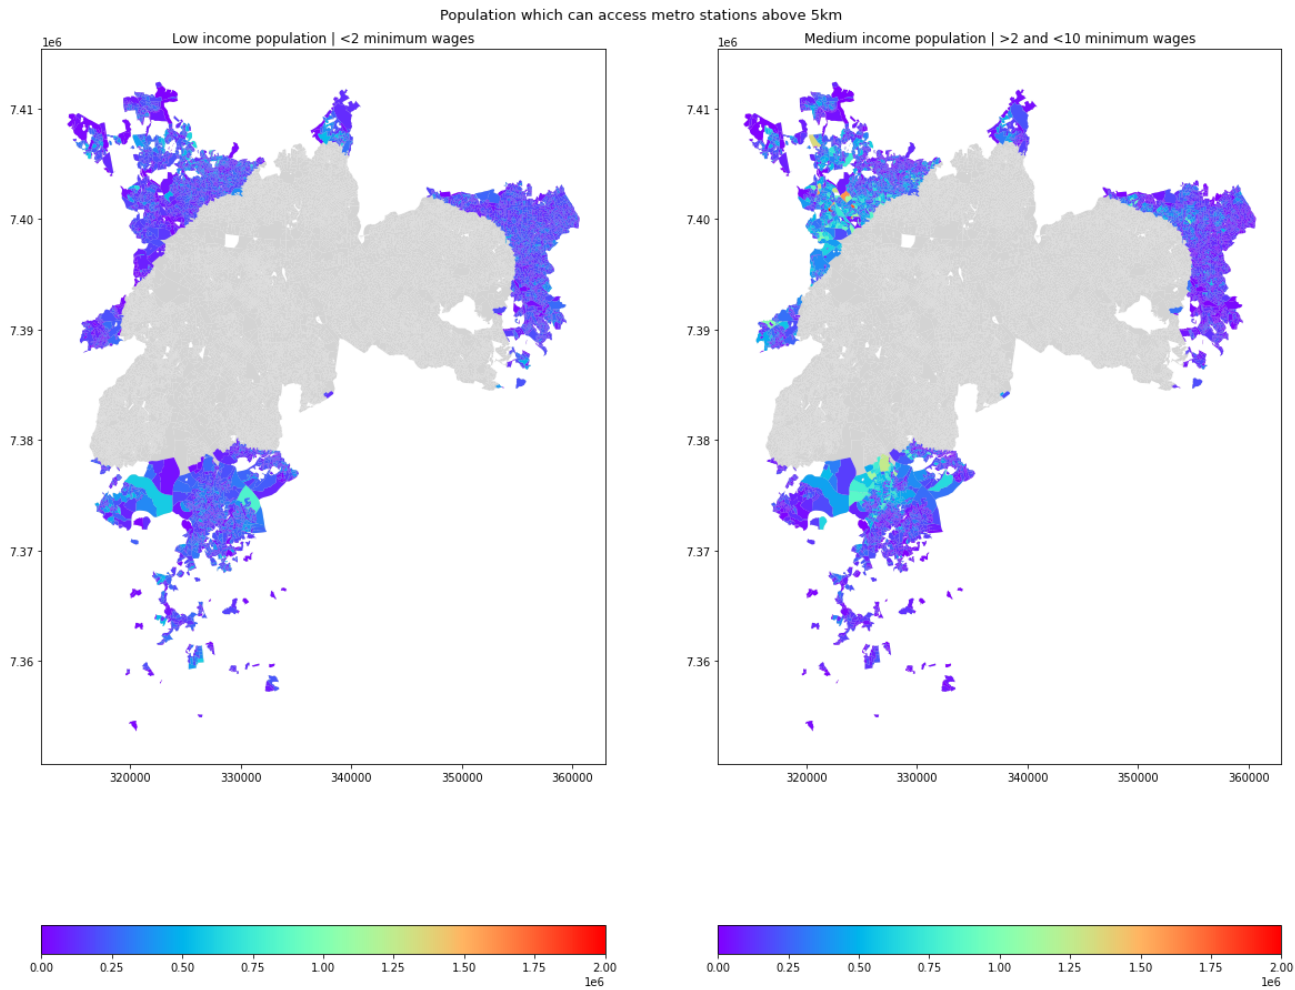 Population which can access metro stations above 5km
Low income population | <2 minimum wages
1e6
7.41
7.40
7.39
7.38
7.37
7.36
320000 330000 340000 350000 360000
0.00 0.25 0.50 0.75 1.00 1.25 1.50 1.75 2.00
1e6
Medium income population | >2 and <10 minimum wages
1e6
7.41
7.40
7.39
7.38
7.37
7.36
320000 330000 340000 350000 360000
0.00 0.25 0.50 0.75 1.00 1.25 1.50 1.75 2.00
1e6